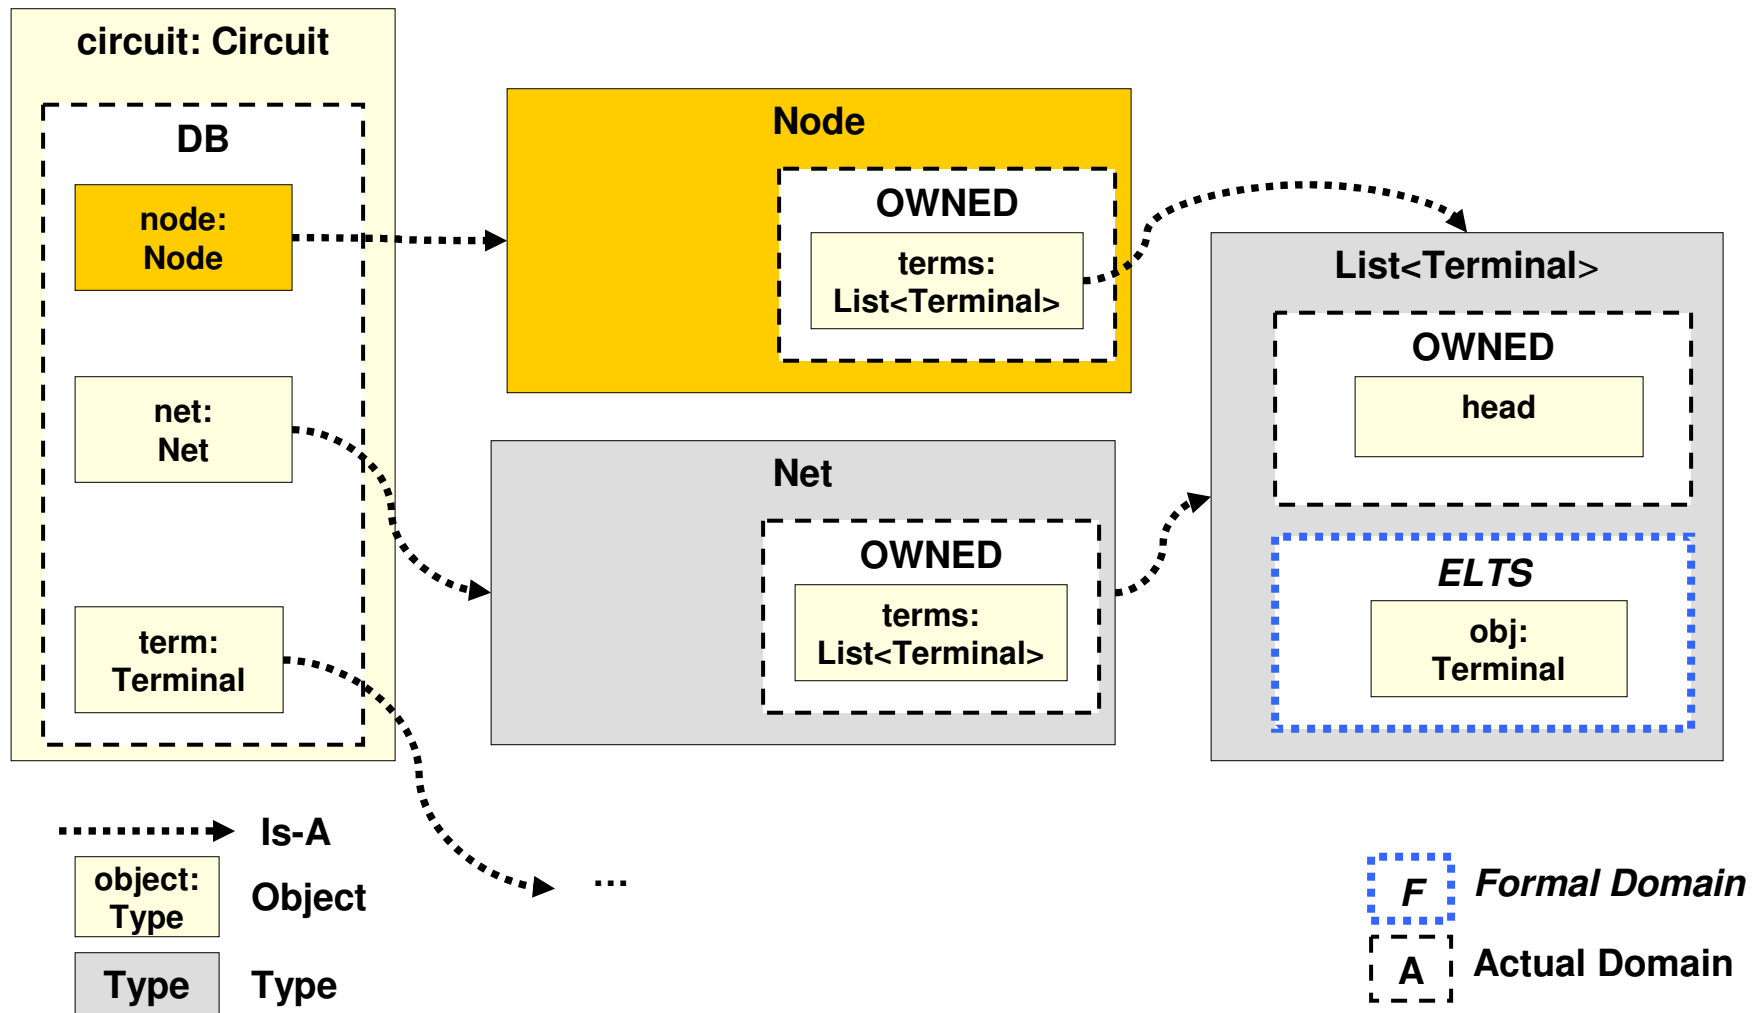 circuit: Circuit
DB
node:
Node
net:
Net
term:
Terminal
Node
OWNED
terms:
List<Terminal>
Net
OWNED
terms:
List<Terminal>
List<Terminal>
OWNED
head
ELTS
obj:
Terminal
...
Is-A
object:
Type
Object
Type
Type
F
Formal Domain
A
Actual Domain